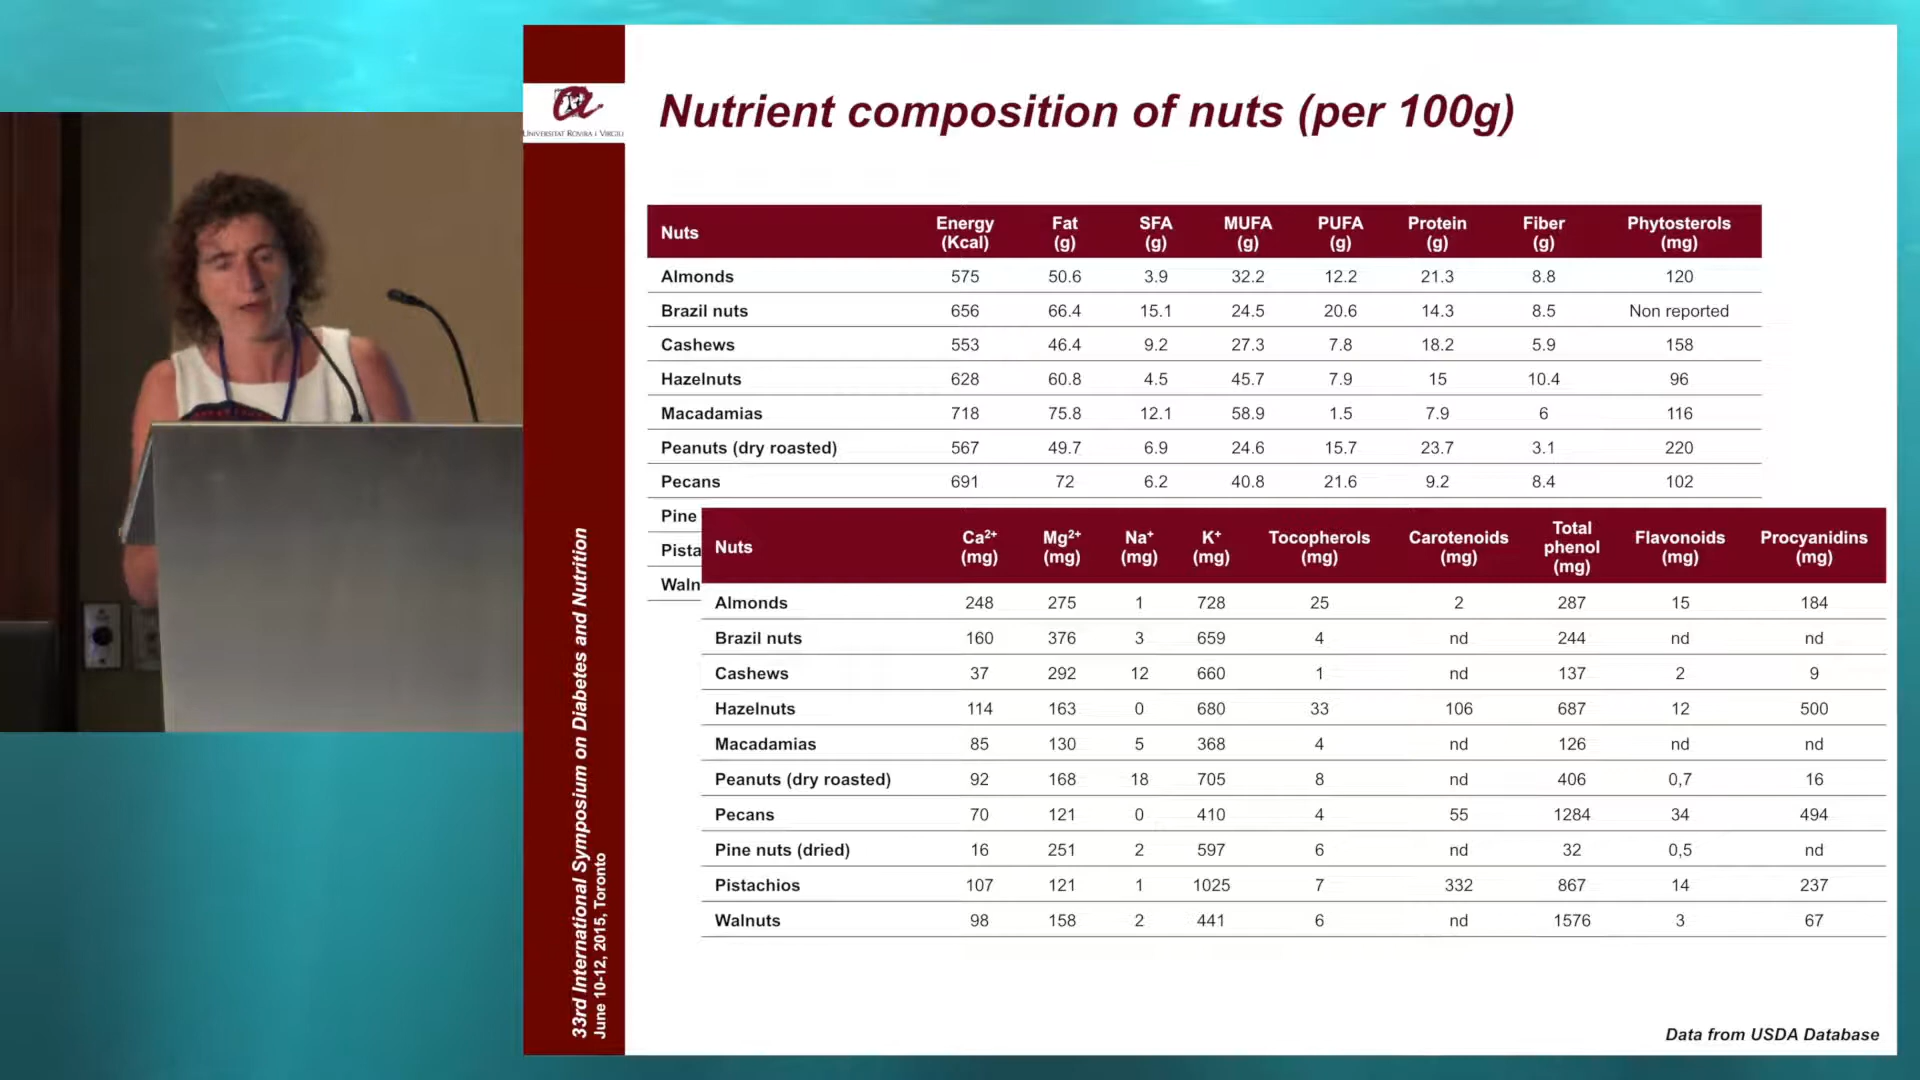 UNIVERSITAT ROVIRA I VIRGILI
Nutrient composition of nuts (per 100g)
Nuts Energy (Kcal) Fat (g) SFA (g) MUFA (g) PUFA (g) Protein (g) Fiber (g) Phytosterols (mg)
Almonds 575 50.6 3.9 32.2 12.2 21.3 8.8 120
Brazil nuts 656 66.4 15.1 24.5 20.6 14.3 8.5 Non reported
Cashews 553 46.4 9.2 27.3 7.8 18.2 5.9 158
Hazelnuts 628 60.8 4.5 45.7 7.9 15 10.4 96
Macadamias 718 75.8 12.1 58.9 1.5 7.9 6 116
Peanuts (dry roasted) 567 49.7 6.9 24.6 15.7 23.7 3.1 220
Pecans 691 72 6.2 40.8 21.6 9.2 8.4 102
Pine
Pista
Waln
Nuts Ca²⁺ (mg) Mg²⁺ (mg) Na⁺ (mg) K⁺ (mg) Tocopherols (mg) Carotenoids (mg) Total phenol (mg) Flavonoids (mg) Procyanidins (mg)
Almonds 248 275 1 728 25 2 287 15 184
Brazil nuts 160 376 3 659 4 nd 244 nd nd
Cashews 37 292 12 660 1 nd 137 2 9
Hazelnuts 114 163 0 680 33 106 687 12 500
Macadamias 85 130 5 368 4 nd 126 nd nd
Peanuts (dry roasted) 92 168 18 705 8 nd 406 0,7 16
Pecans 70 121 0 410 4 55 1284 34 494
Pine nuts (dried) 16 251 2 597 6 nd 32 0,5 nd
Pistachios 107 121 1 1025 7 332 867 14 237
Walnuts 98 158 2 441 6 nd 1576 3 67
Data from USDA Database
33rd International Symposium on Diabetes and Nutrition
June 10-12, 2015, Toronto